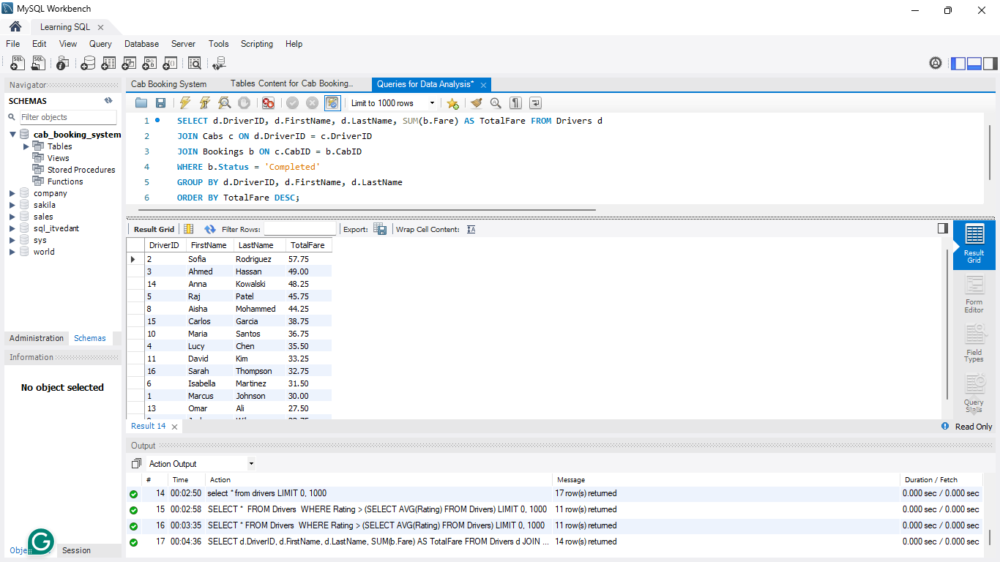 MySQL Workbench
Learning SQL
File Edit View Query Database Server Tools Scripting Help
Navigator
SCHEMAS
Filter objects
cab_booking_system
Tables
Views
Stored Procedures
Functions
company
sakila
sales
sql_itvedant
sys
world
Administration Schemas
Information
No object selected
Session
Cab Booking System Tables Content for Cab Booking... Queries for Data Analysis*
Limit to 1000 rows
1 SELECT d.DriverID, d.FirstName, d.LastName, SUM(b.Fare) AS TotalFare FROM Drivers d
2 JOIN Cabs c ON d.DriverID = c.DriverID
3 JOIN Bookings b ON c.CabID = b.CabID
4 WHERE b.Status = 'Completed'
5 GROUP BY d.DriverID, d.FirstName, d.LastName
6 ORDER BY TotalFare DESC;
Result Grid Filter Rows: Export: Wrap Cell Content:
DriverID FirstName LastName TotalFare
2 Sofia Rodriguez 57.75
3 Ahmed Hassan 49.00
14 Anna Kowalski 48.25
5 Raj Patel 45.75
8 Aisha Mohammed 44.25
15 Carlos Garcia 38.75
10 Maria Santos 36.75
4 Lucy Chen 35.50
11 David Kim 33.25
16 Sarah Thompson 32.75
6 Isabella Martinez 31.50
1 Marcus Johnson 30.00
13 Omar Ali 27.50
Result Grid
Form Editor
Field Types
Query Stats
Result 14
Read Only
Output
Action Output
# Time Action Message Duration / Fetch
14 00:02:50 select * from drivers LIMIT 0, 1000 17 row(s) returned 0.000 sec / 0.000 sec
15 00:02:58 SELECT * FROM Drivers WHERE Rating > (SELECT AVG(Rating) FROM Drivers) LIMIT 0, 1000 11 row(s) returned 0.000 sec / 0.000 sec
16 00:03:35 SELECT * FROM Drivers WHERE Rating > (SELECT AVG(Rating) FROM Drivers) LIMIT 0, 1000 11 row(s) returned 0.000 sec / 0.000 sec
17 00:04:36 SELECT d.DriverID, d.FirstName, d.LastName, SUM(b.Fare) AS TotalFare FROM Drivers d JOIN ... 14 row(s) returned 0.000 sec / 0.000 sec